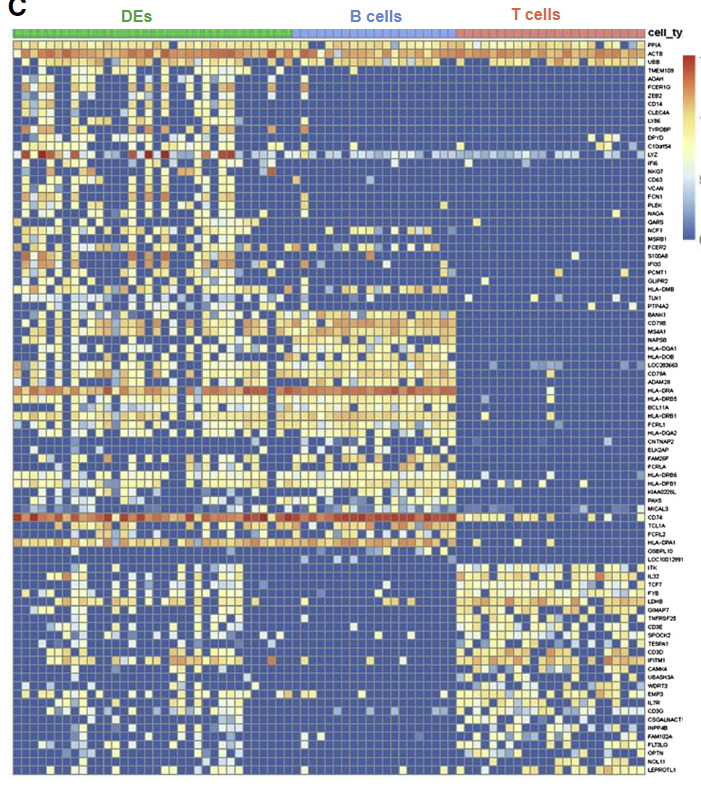 C
DEs
B cells
T cells
cell_ty
PPIA
ACTB
UBB
TMEM109
AOAH
FCER1G
ZEB2
CD14
CLEC4A
LY86
TYROBP
DPYD
C10orf54
LYZ
IFI6
NKG7
CD63
VCAN
FCN1
PLEK
NAGA
QARS
NCF1
MSRB1
FCER2
S100A8
IFI30
PCMT1
GLIPR2
HLA-DMB
TLN1
PTP4A2
BANK1
CD79B
MS4A1
NAPSB
HLA-DQA1
HLA-DOB
LOC283663
CD79A
ADAM28
HLA-DRA
HLA-DRB5
BCL11A
HLA-DRB1
FCRL1
HLA-DQA2
CNTNAP2
ELK2AP
FAM26F
FCRLA
HLA-DRB6
HLA-DPB1
KIAA0226L
PAX5
MICAL3
CD74
TCL1A
FCRL2
HLA-DPA1
OSBPL10
LOC10012991
ITK
IL32
TCF7
FYB
LDHB
GIMAP7
TNFRSF25
CD3E
SPOCK2
TESPA1
CD3D
IFITM1
CAMK4
UBASH3A
WDR73
EMP3
IL7R
CD3G
CSGALNACT1
INPP4B
FAM102A
FLT3LG
OPTN
NOL11
LEPROTL1